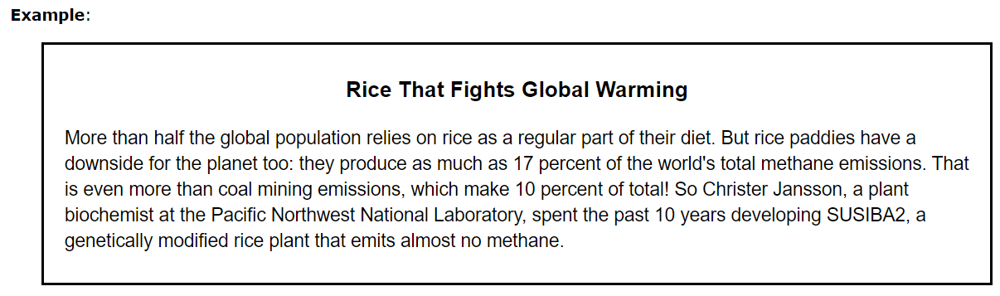 Example:
Rice That Fights Global Warming
More than half the global population relies on rice as a regular part of their diet. But rice paddies have a
downside for the planet too: they produce as much as 17 percent of the world's total methane emissions. That
is even more than coal mining emissions, which make 10 percent of total! So Christer Jansson, a plant
biochemist at the Pacific Northwest National Laboratory, spent the past 10 years developing SUSIBA2, a
genetically modified rice plant that emits almost no methane.